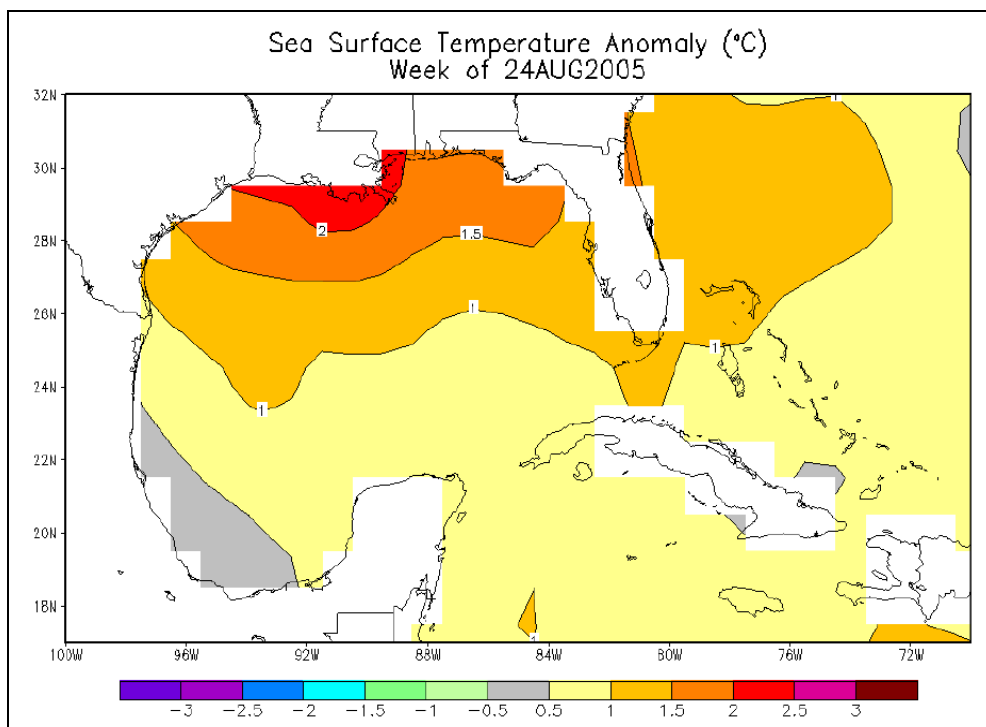 Sea Surface Temperature Anomaly (°C)
Week of 24AUG2005
32N
30N
28N
26N
24N
22N
20N
18N
1
2
1.5
1
1
1
1
100W 96W 92W 88W 84W 80W 76W 72W
-3 -2.5 -2 -1.5 -1 -0.5 0.5 1 1.5 2 2.5 3